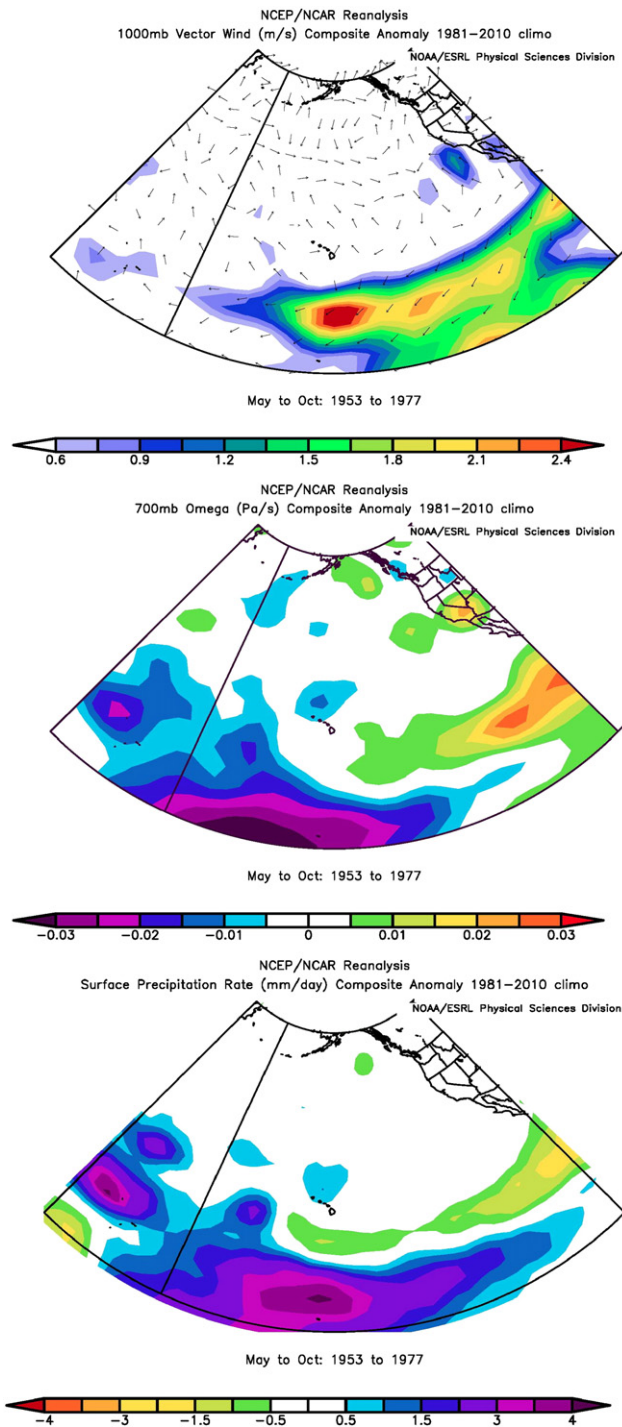 NCEP/NCAR Reanalysis
1000mb Vector Wind (m/s) Composite Anomaly 1981-2010 climo
NOAA/ESRL Physical Sciences Division
May to Oct: 1953 to 1977
0.6 0.9 1.2 1.5 1.8 2.1 2.4
NCEP/NCAR Reanalysis
700mb Omega (Pa/s) Composite Anomaly 1981-2010 climo
NOAA/ESRL Physical Sciences Division
May to Oct: 1953 to 1977
-0.03 -0.02 -0.01 0 0.01 0.02 0.03
NCEP/NCAR Reanalysis
Surface Precipitation Rate (mm/day) Composite Anomaly 1981-2010 climo
NOAA/ESRL Physical Sciences Division
May to Oct: 1953 to 1977
-4 -3 -1.5 -0.5 0.5 1.5 3 4